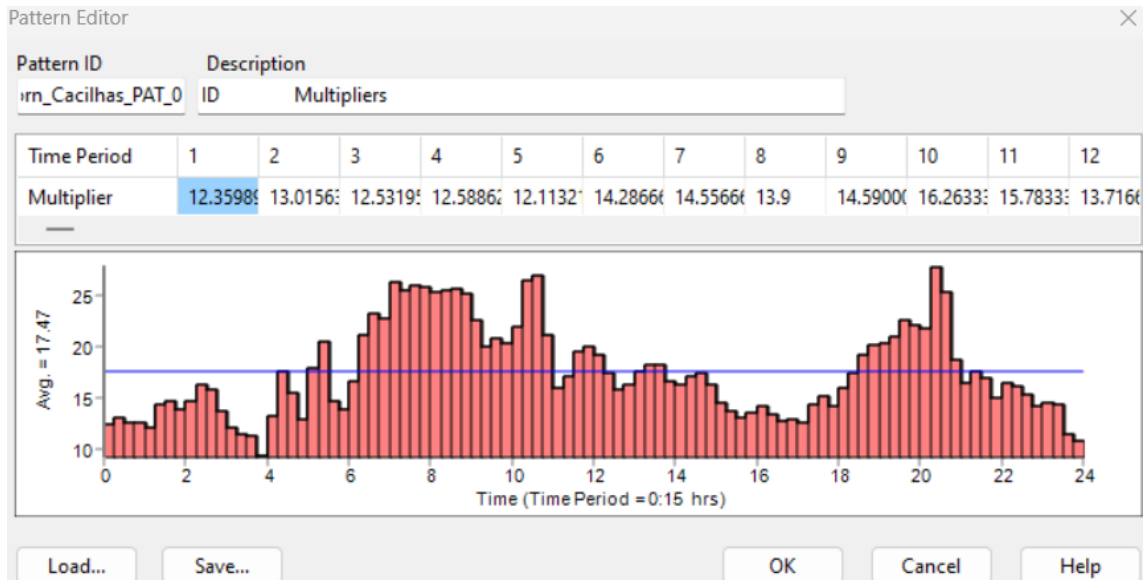 Pattern Editor
Pattern ID Description
rn_Cacilhas_PAT_0 ID Multipliers
Time Period 1 2 3 4 5 6 7 8 9 10 11 12
Multiplier 12.35989 13.01563 12.53195 12.58862 12.11321 14.28666 14.55666 13.9 14.59000 16.26333 15.78333 13.7166
25
20
15
10
Avg. = 17.47
0 2 4 6 8 10 12 14 16 18 20 22 24
Time (Time Period = 0:15 hrs)
Load... Save... OK Cancel Help